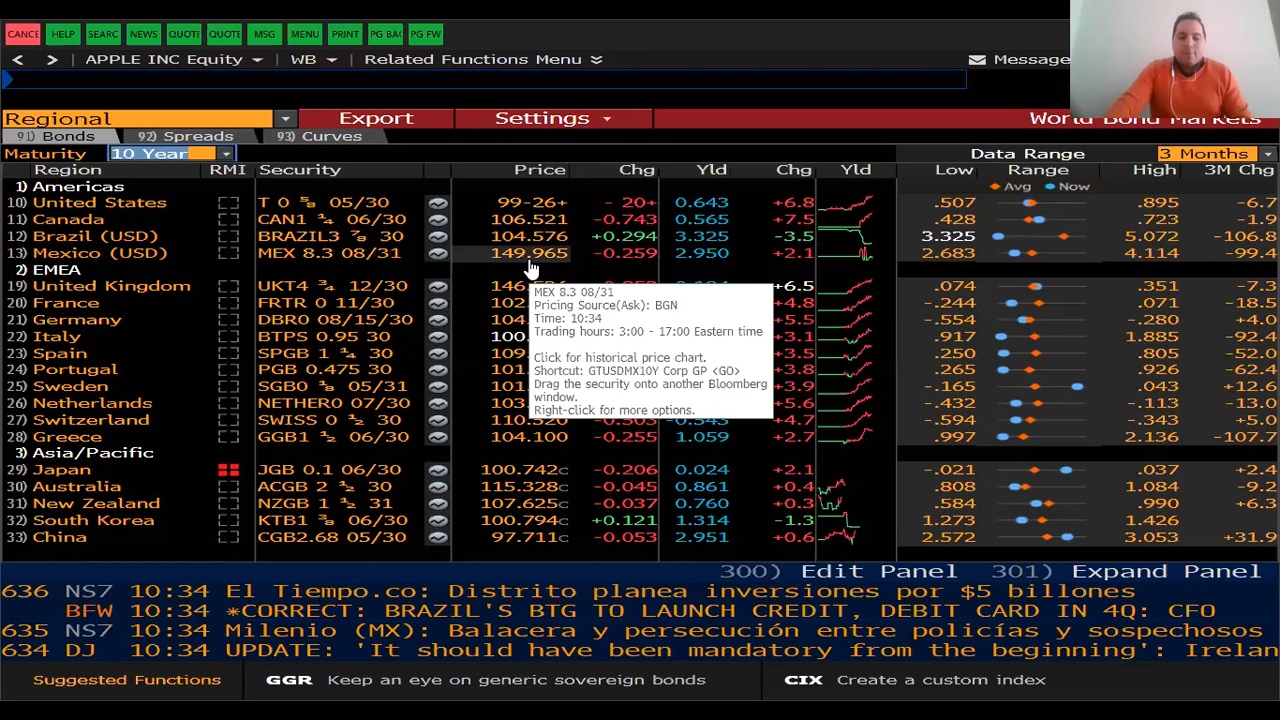 CANCE HELP SEARC NEWS QUOTE QUOTE MSG MENU PRINT PG BAC PG FW
< > APPLE INC Equity WB Related Functions Menu Message
Regional Export Settings World Bond Markets
91) Bonds 92) Spreads 93) Curves
Maturity 10 Year Data Range 3 Months
Region RMI Security Price Chg Yld Chg Yld Low Range High 3M Chg
1) Americas Avg Now
10) United States T 0 ⅝ 05/30 99-26+ - 20+ 0.643 +6.8 .507 .895 -6.7
11) Canada CAN1 ¼ 06/30 106.521 -0.743 0.565 +7.5 .428 .723 -1.9
12) Brazil (USD) BRAZIL3 ⅞ 30 104.576 +0.294 3.325 -3.5 3.325 5.072 -106.8
13) Mexico (USD) MEX 8.3 08/31 149.965 -0.259 2.950 +2.1 2.683 4.114 -99.4
2) EMEA
19) United Kingdom UKT4 ¾ 12/30 +6.5 .074 .351 -7.3
20) France FRTR 0 11/30 102. +4.8 -.244 .071 -18.5
21) Germany DBR0 08/15/30 104. +5.5 -.554 -.280 +4.0
22) Italy BTPS 0.95 30 100. +3.1 .917 1.835 -92.4
23) Spain SPGB 1 ¼ 30 109. +3.5 .250 .905 -52.8
24) Portugal PGB 0.475 30 101. +3.1 .265 .926 -62.4
25) Sweden SGB0 ⅛ 05/31 101. +3.9 -.165 .043 +12.6
26) Netherlands NETHER0 07/30 103. +5.6 -.432 -.113 -13.0
27) Switzerland SWISS 0 ½ 30 110.520 -0.503 -0.543 +4.7 -.594 -.343 +5.0
28) Greece GGB1 ½ 30 104.100 -0.255 1.059 +2.7 .997 2.136 -107.7
3) Asia/Pacific
29) Japan JGB 0.1 06/30 100.742c -0.206 0.024 +2.1 -.021 .037 +2.4
30) Australia ACGB 2 ½ 30 115.328c -0.045 0.861 +0.4 .808 1.084 -9.2
31) New Zealand NZGB 1 ½ 31 107.625c -0.037 0.760 +0.3 .584 .990 +6.3
32) South Korea KTB1 ⅜ 06/30 100.794c +0.121 1.314 -1.3 1.273 1.426
33) China CGB2.68 05/30 97.711c -0.053 2.951 +0.6 2.572 3.053 +31.9
MEX 8.3 08/31
Pricing Source(Ask): BGN
Time: 10:34
Trading hours: 3:00 - 17:00 Eastern time
Click for historical price chart.
Shortcut: GTUSDMX10Y Corp GP <GO>
Drag the security onto another Bloomberg
window.
Right-click for more options.
300) Edit Panel 301) Expand Panel
636 NS7 10:34 El Tiempo.co: Distrito planea inversiones por $5 billones
BFW 10:34 *CORRECT: BRAZIL'S BTG TO LAUNCH CREDIT, DEBIT CARD IN 4Q: CFO
635 NS7 10:34 Milenio (MX): Balacera y persecución entre policías y sospechosos
634 DJ 10:34 UPDATE: 'It should have been mandatory from the beginning': Irelan
Suggested Functions GGR Keep an eye on generic sovereign bonds CIX Create a custom index